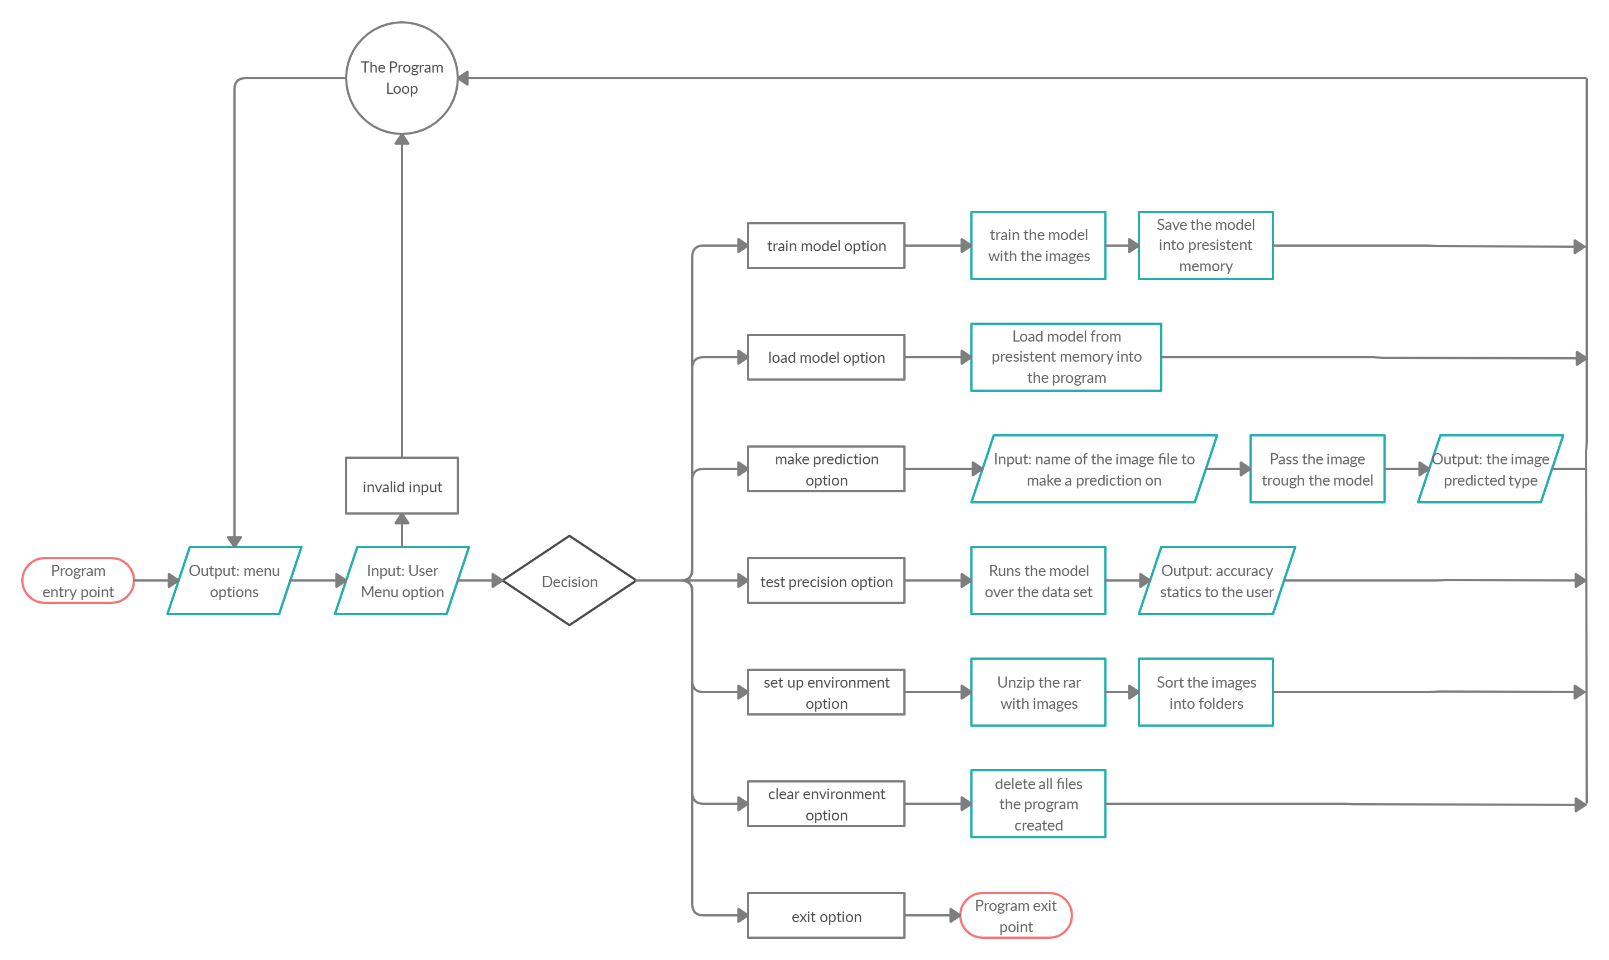 The Program
Loop
train model option
train the model
with the images
Save the model
into presistent
memory
load model option
Load model from
presistent memory into
the program
make prediction
option
Input: name of the image file to
make a prediction on
Pass the image
trough the model
Output: the image
predicted type
invalid input
Program
entry point
Output: menu
options
Input: User
Menu option
Decision
test precision option
Runs the model
over the data set
Output: accuracy
statics to the user
set up environment
option
Unzip the rar
with images
Sort the images
into folders
clear environment
option
delete all files
the program
created
exit option
Program exit
point